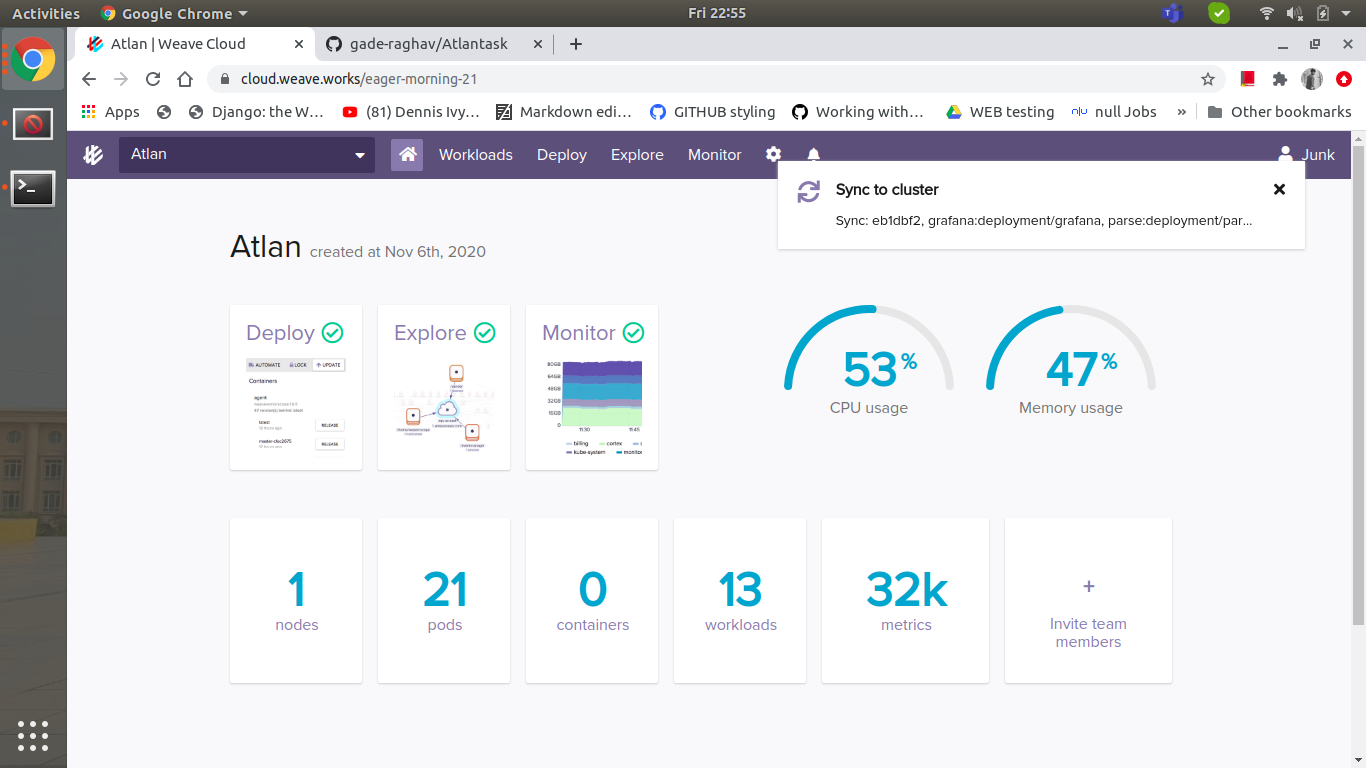 Activities Google Chrome Fri 22:55
Atlan | Weave Cloud gade-raghav/Atlantask
cloud.weave.works/eager-morning-21
Apps Django: the W... (81) Dennis Ivy... Markdown edi... GITHUB styling Working with... WEB testing null Jobs » Other bookmarks
Atlan Workloads Deploy Explore Monitor Junk
Sync to cluster
Sync: eb1dbf2, grafana:deployment/grafana, parse:deployment/par...
Atlan created at Nov 6th, 2020
Deploy Explore Monitor
AUTOMATE LOCK UPDATE
Containers
agent
latest RELEASE
RELEASE
80GB
64GB
48GB
32GB
16GB
0
11:30 11:45
billing cortex
kube-system monitor
53% 47%
CPU usage Memory usage
1 21 0 13 32k +
nodes pods containers workloads metrics Invite team
members